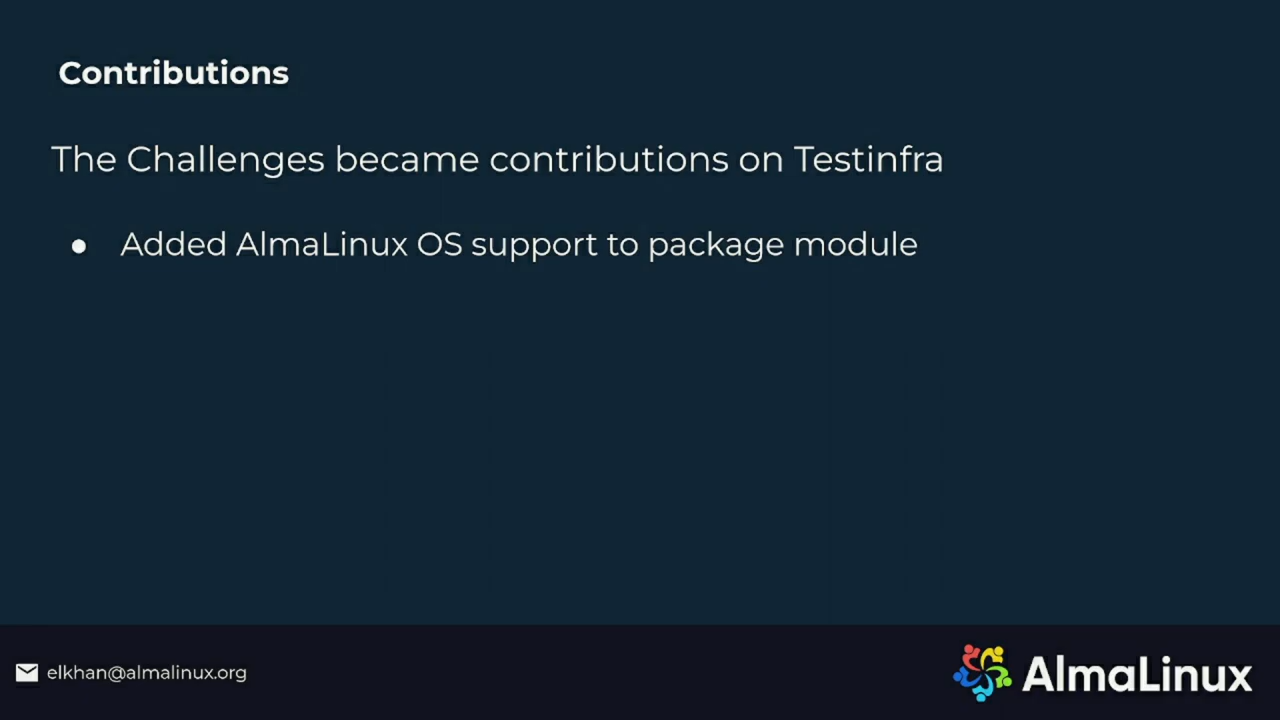 Contributions
The Challenges became contributions on Testinfra
● Added AlmaLinux OS support to package module
elkhan@almalinux.org
AlmaLinux